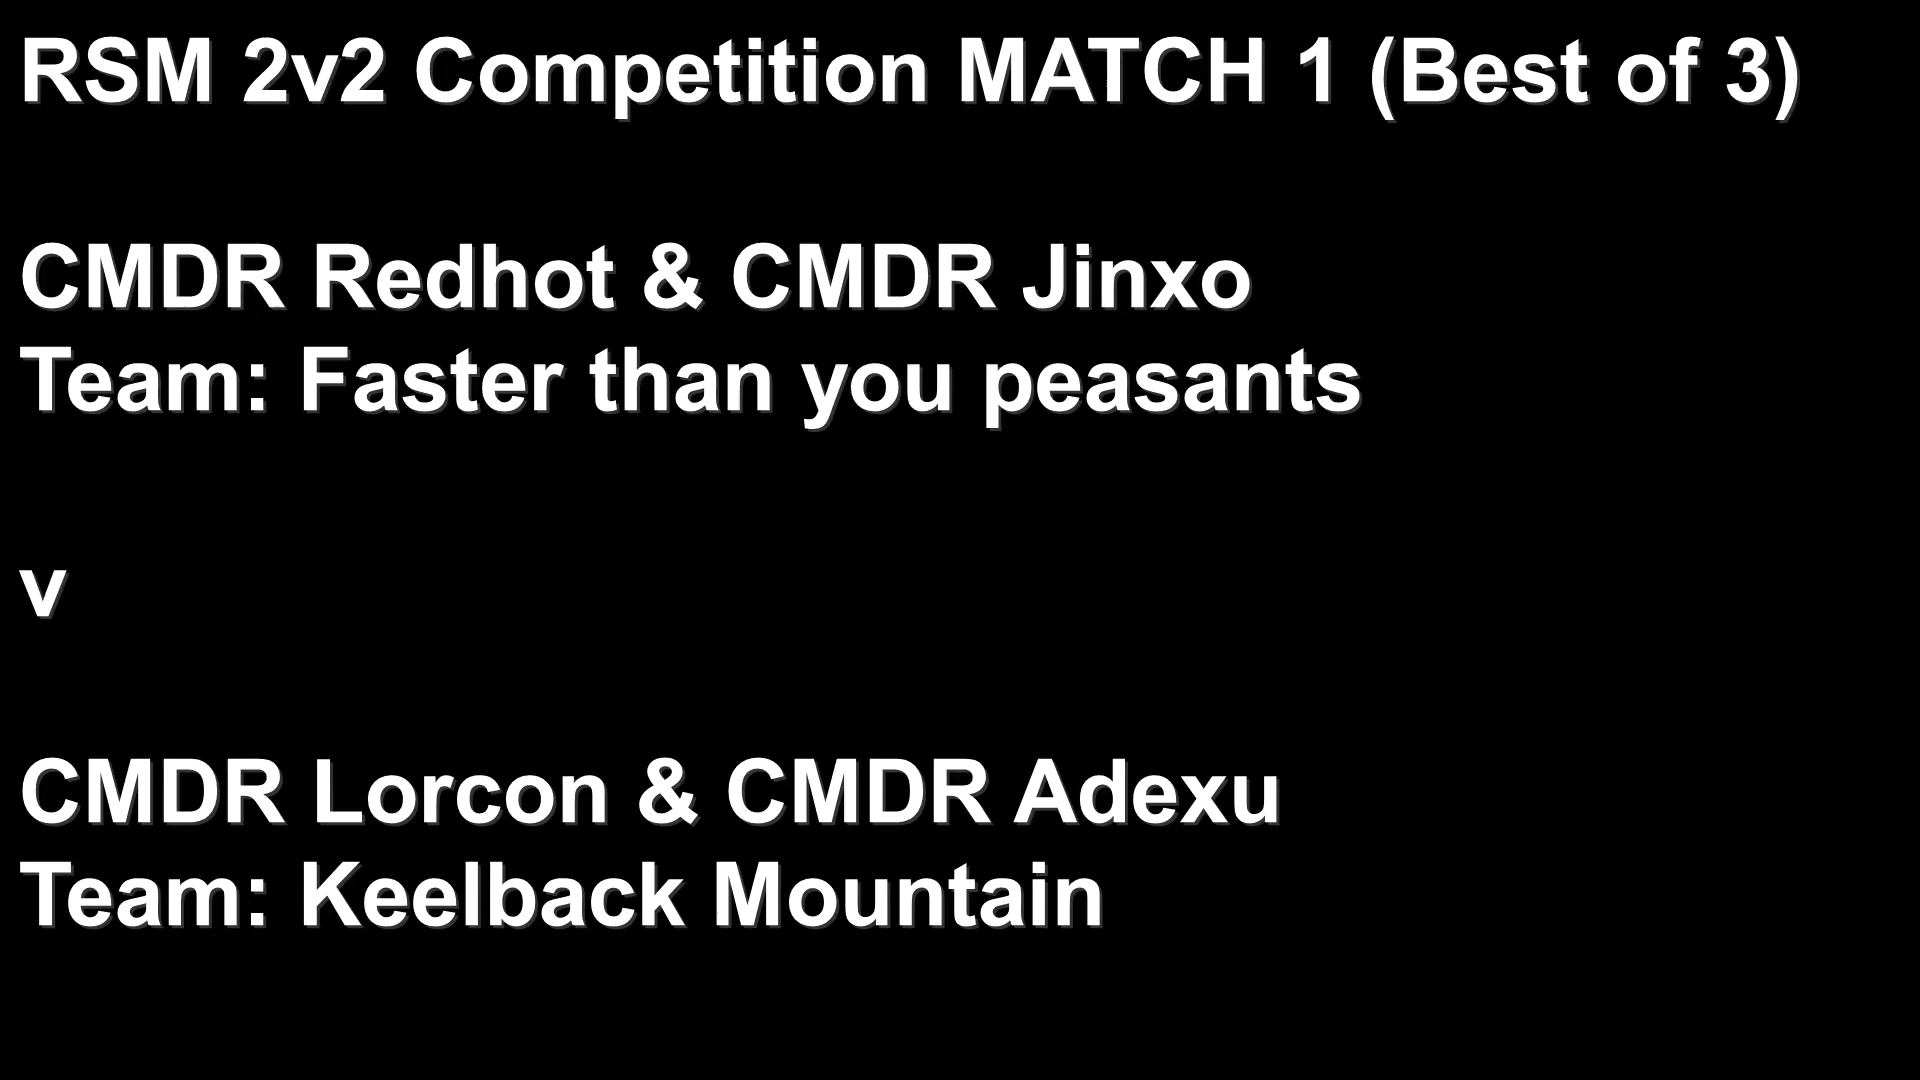 RSM 2v2 Competition MATCH 1 (Best of 3)
CMDR Redhot & CMDR Jinxo
Team: Faster than you peasants
v
CMDR Lorcon & CMDR Adexu
Team: Keelback Mountain